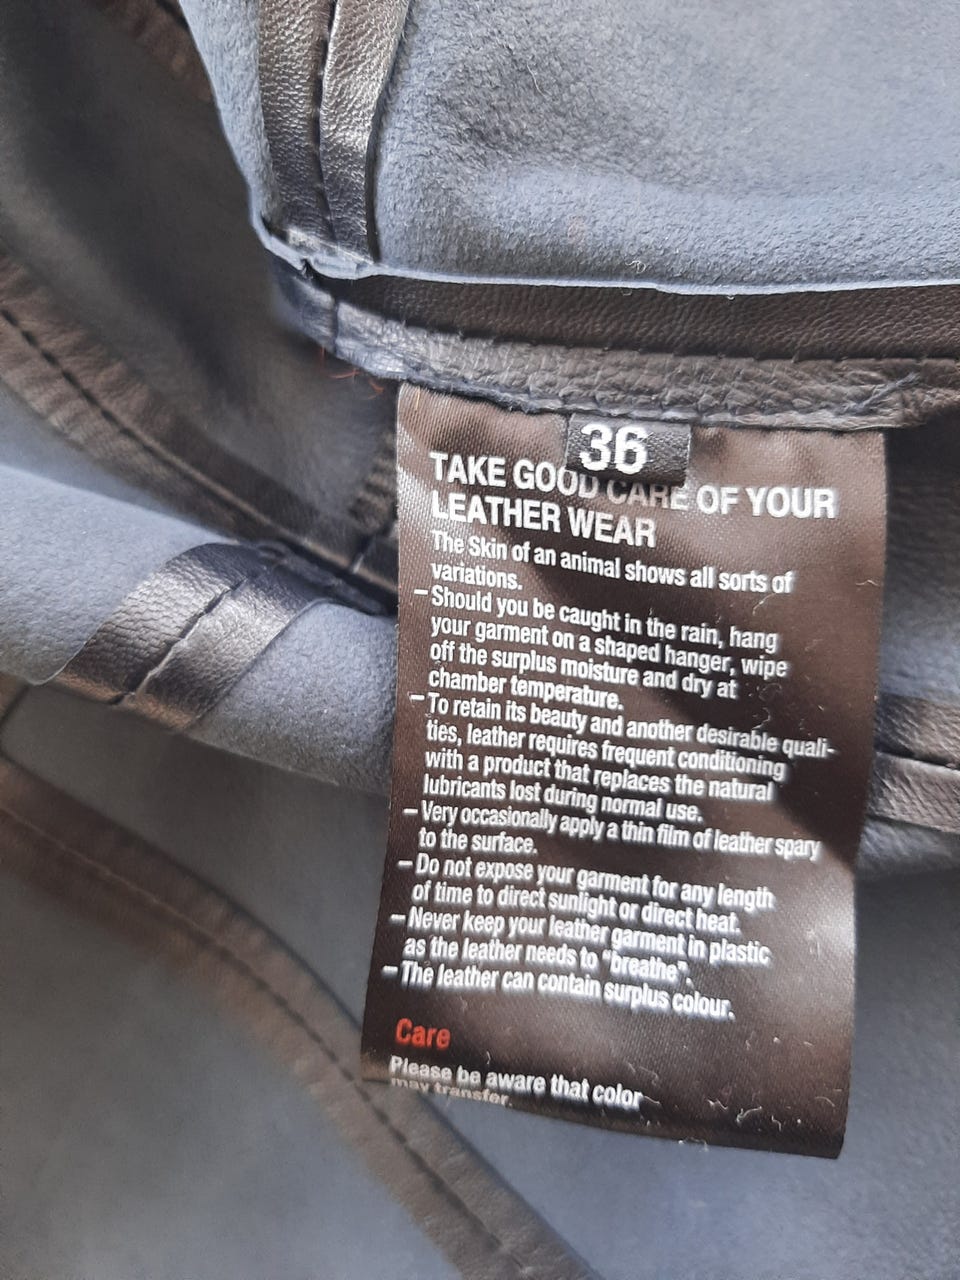 36
TAKE GOOD CARE OF YOUR
LEATHER WEAR
The Skin of an animal shows all sorts of
variations.
– Should you be caught in the rain, hang
your garment on a shaped hanger, wipe
off the surplus moisture and dry at
chamber temperature.
– To retain its beauty and another desirable quali-
ties, leather requires frequent conditioning
with a product that replaces the natural
lubricants lost during normal use.
– Very occasionally apply a thin film of leather spary
to the surface.
– Do not expose your garment for any length
of time to direct sunlight or direct heat.
– Never keep your leather garment in plastic
as the leather needs to "breathe".
– The leather can contain surplus colour.
Care
Please be aware that color
may transfer.